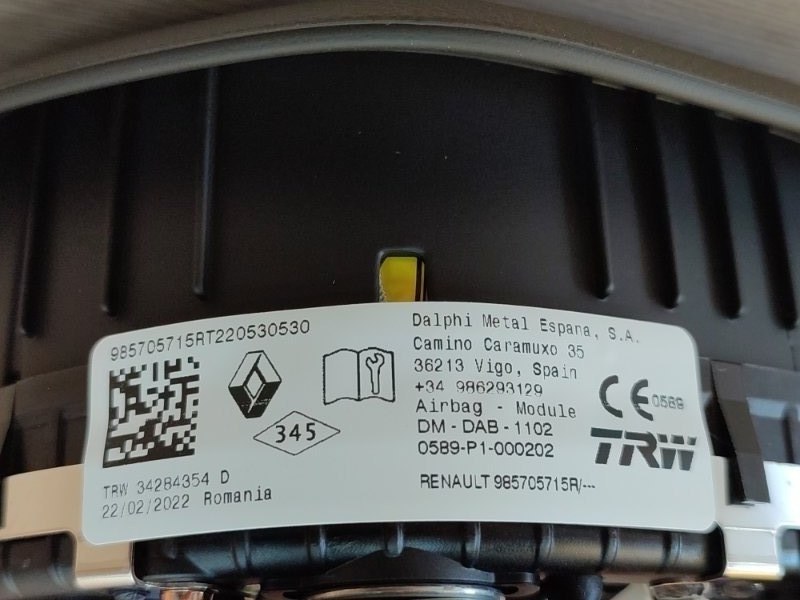 985705715RT220530530
345
TRW 34284354 D
22/02/2022 Romania
Dalphi Metal Espana, S.A.
Camino Caramuxo 35
36213 Vigo, Spain
+34 986293129
Airbag - Module
DM - DAB - 1102
0589-P1-000202
RENAULT 985705715R/---
CE 0589
TRW